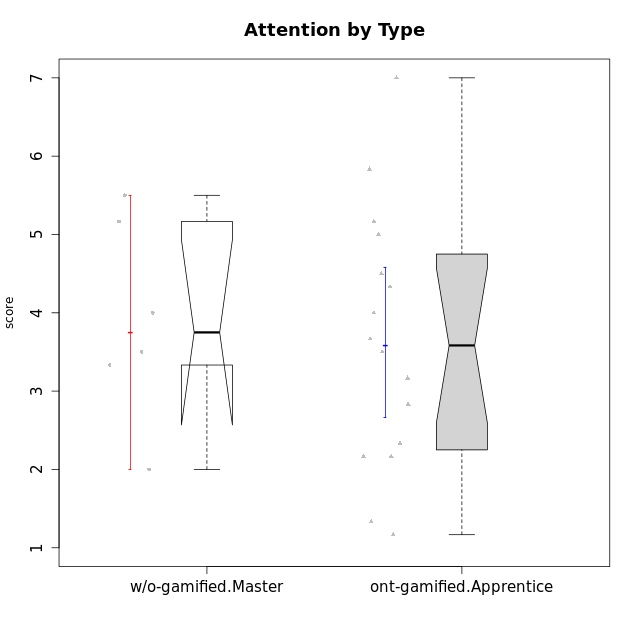 Attention by Type
score
7
6
5
4
3
2
1
w/o-gamified.Master
ont-gamified.Apprentice